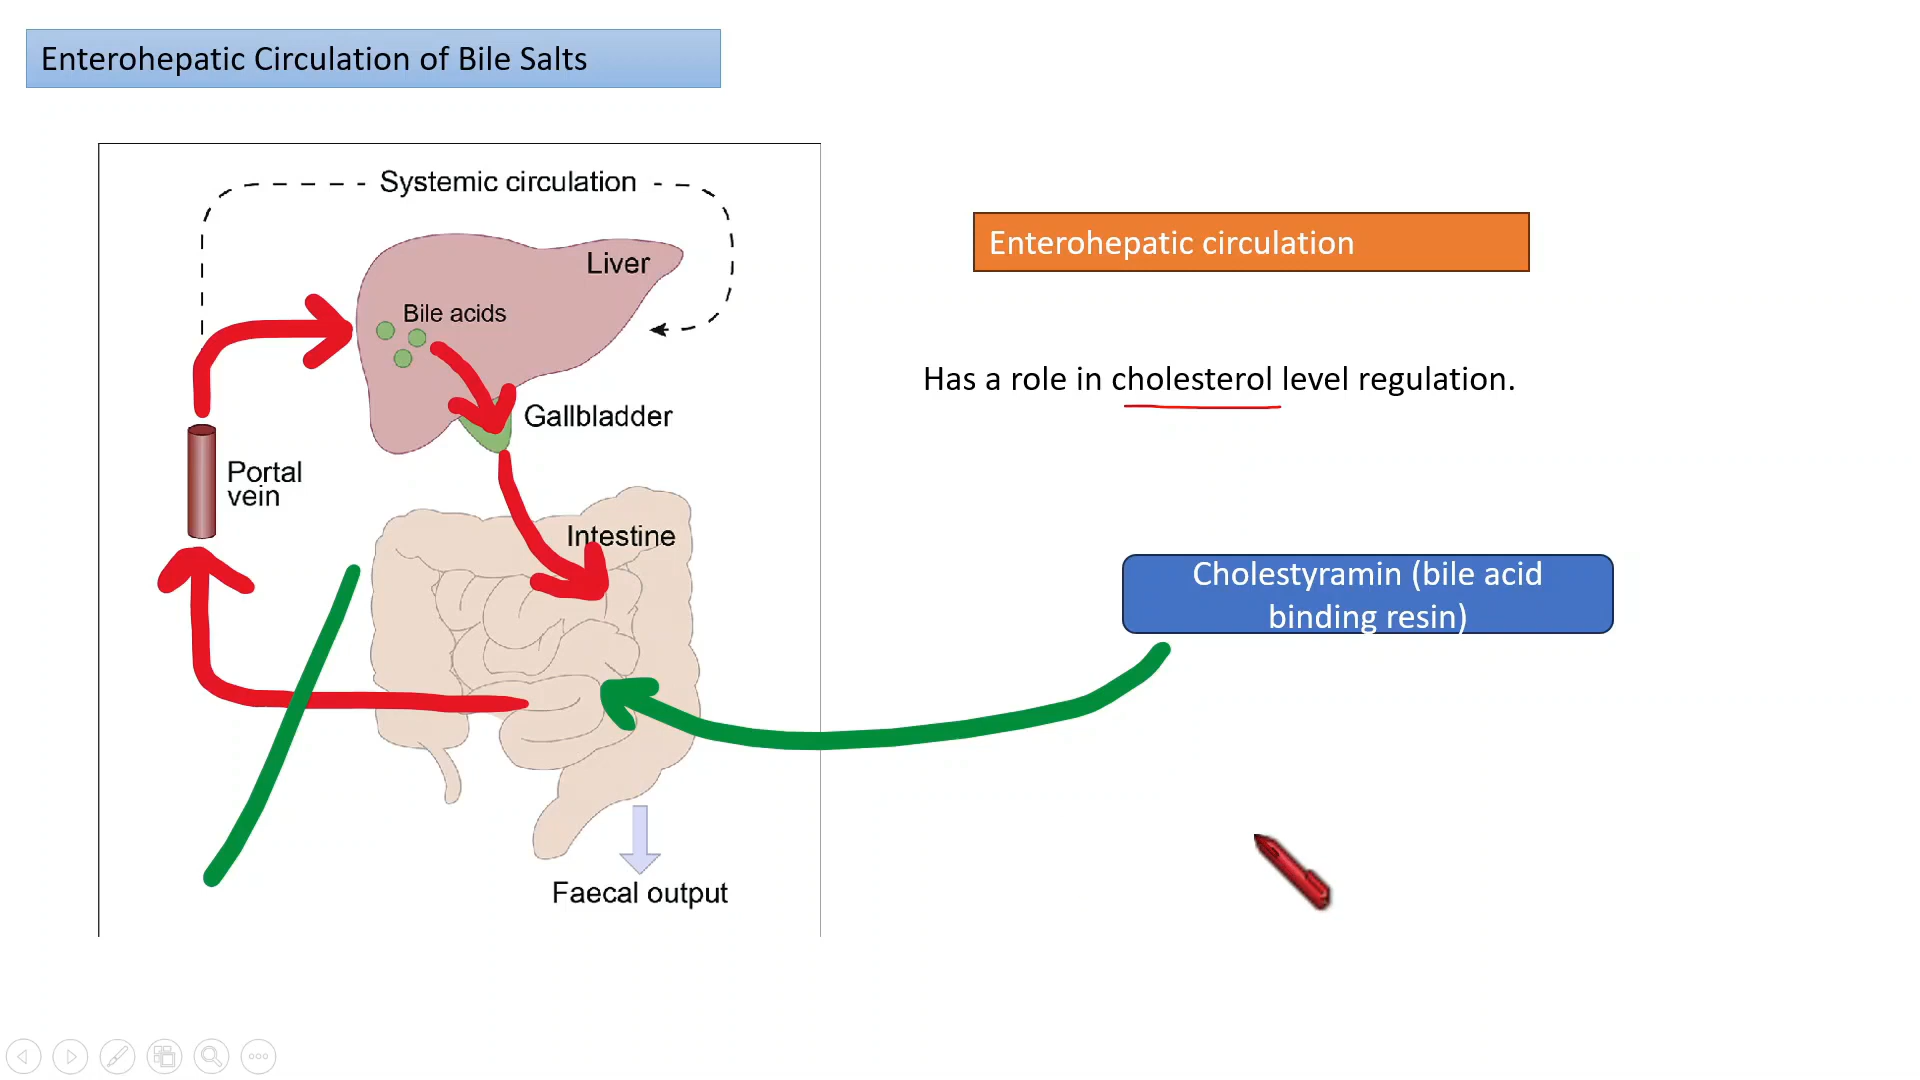 Enterohepatic Circulation of Bile Salts
Systemic circulation
Liver
Bile acids
Gallbladder
Portal
vein
Intestine
Faecal output
Enterohepatic circulation
Has a role in cholesterol level regulation.
Cholestyramin (bile acid
binding resin)